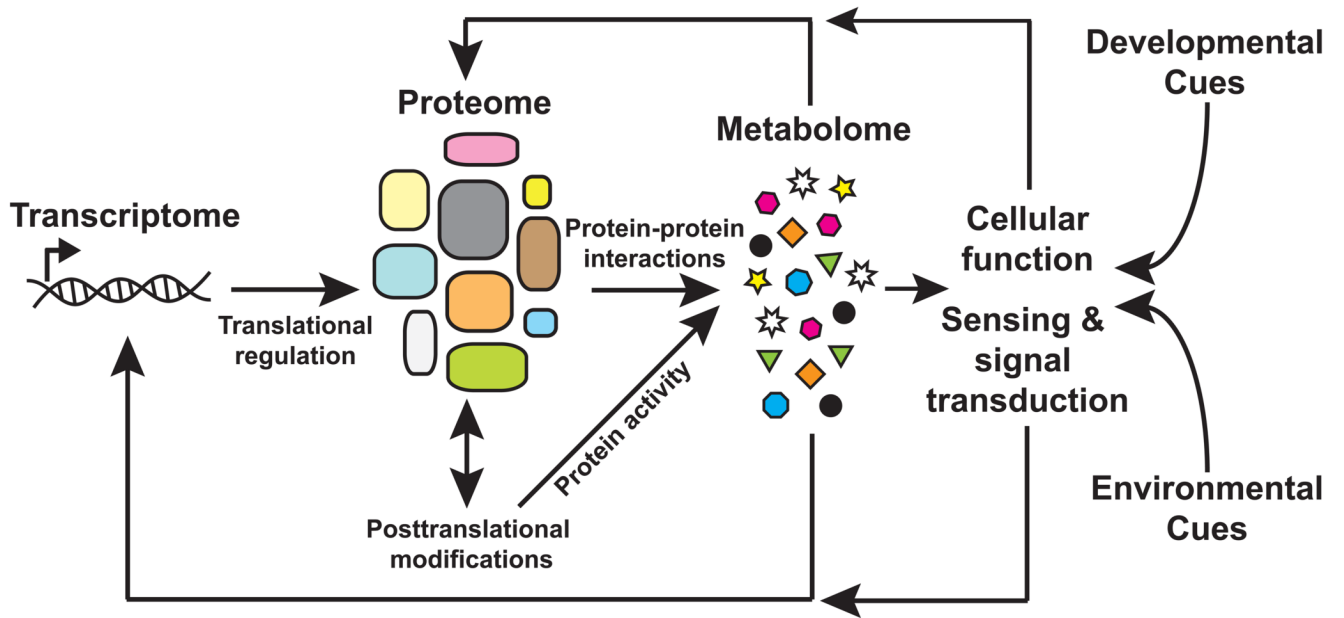 Transcriptome
Translational
regulation
Proteome
Posttranslational
modifications
Protein-protein
interactions
Protein activity
Metabolome
Cellular
function
Sensing &
signal
transduction
Developmental
Cues
Environmental
Cues